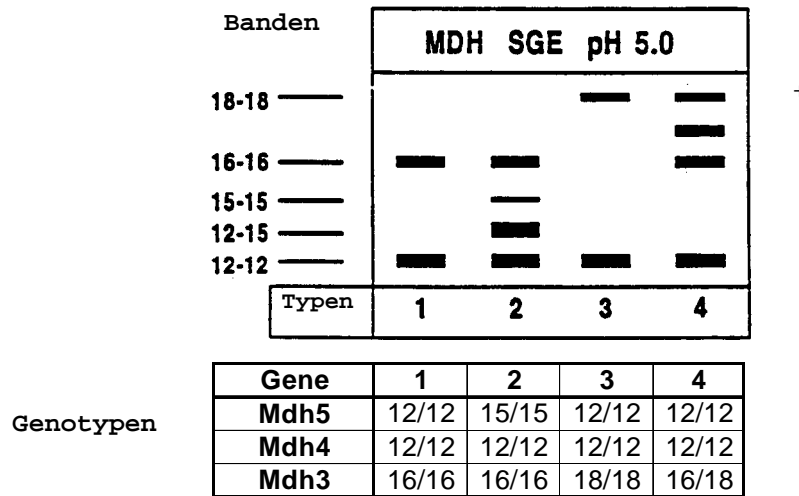 Banden
MDH SGE pH 5.0
18-18
16-16
15-15
12-15
12-12
Typen 1 2 3 4
Gene 1 2 3 4
Genotypen
Mdh5 12/12 15/15 12/12 12/12
Mdh4 12/12 12/12 12/12 12/12
Mdh3 16/16 16/16 18/18 16/18